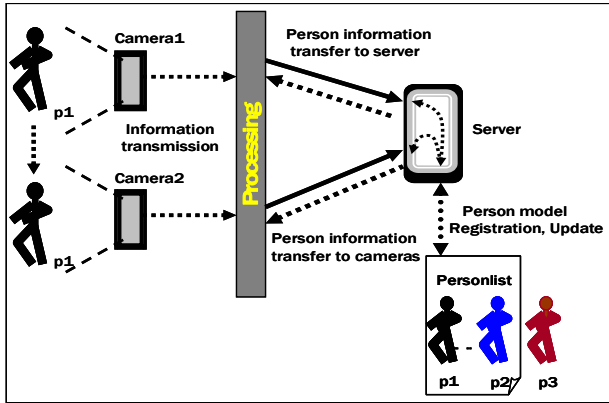 Camera1
Person information
transfer to server
p1
Information
transmission
Processing
Server
Camera2
p1
Person information
transfer to cameras
Person model
Registration, Update
Personlist
p1
p2
p3